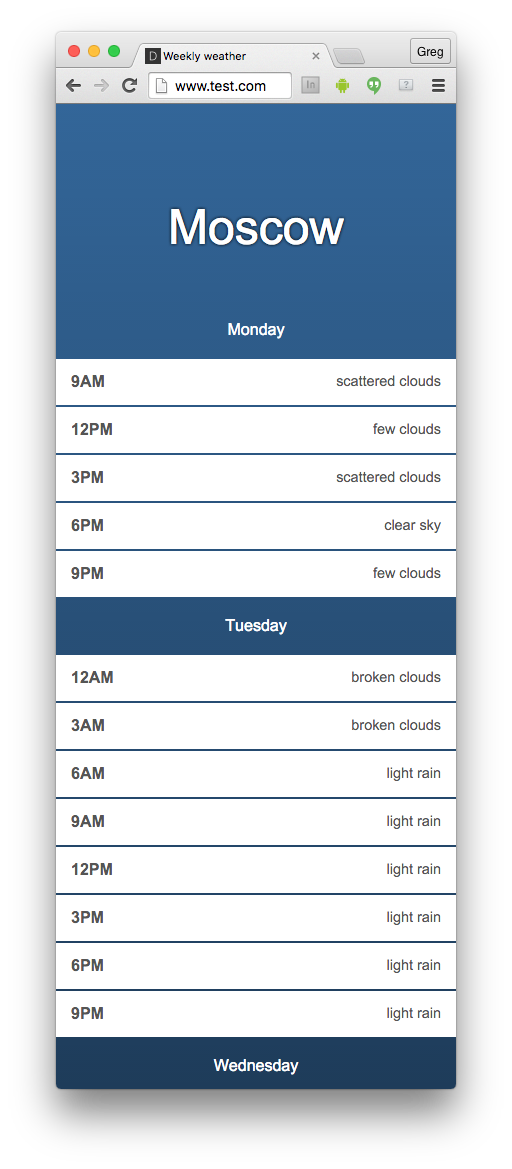 Weekly weather
Greg
www.test.com
In
?
Moscow
Monday
9AM scattered clouds
12PM few clouds
3PM scattered clouds
6PM clear sky
9PM few clouds
Tuesday
12AM broken clouds
3AM broken clouds
6AM light rain
9AM light rain
12PM light rain
3PM light rain
6PM light rain
9PM light rain
Wednesday